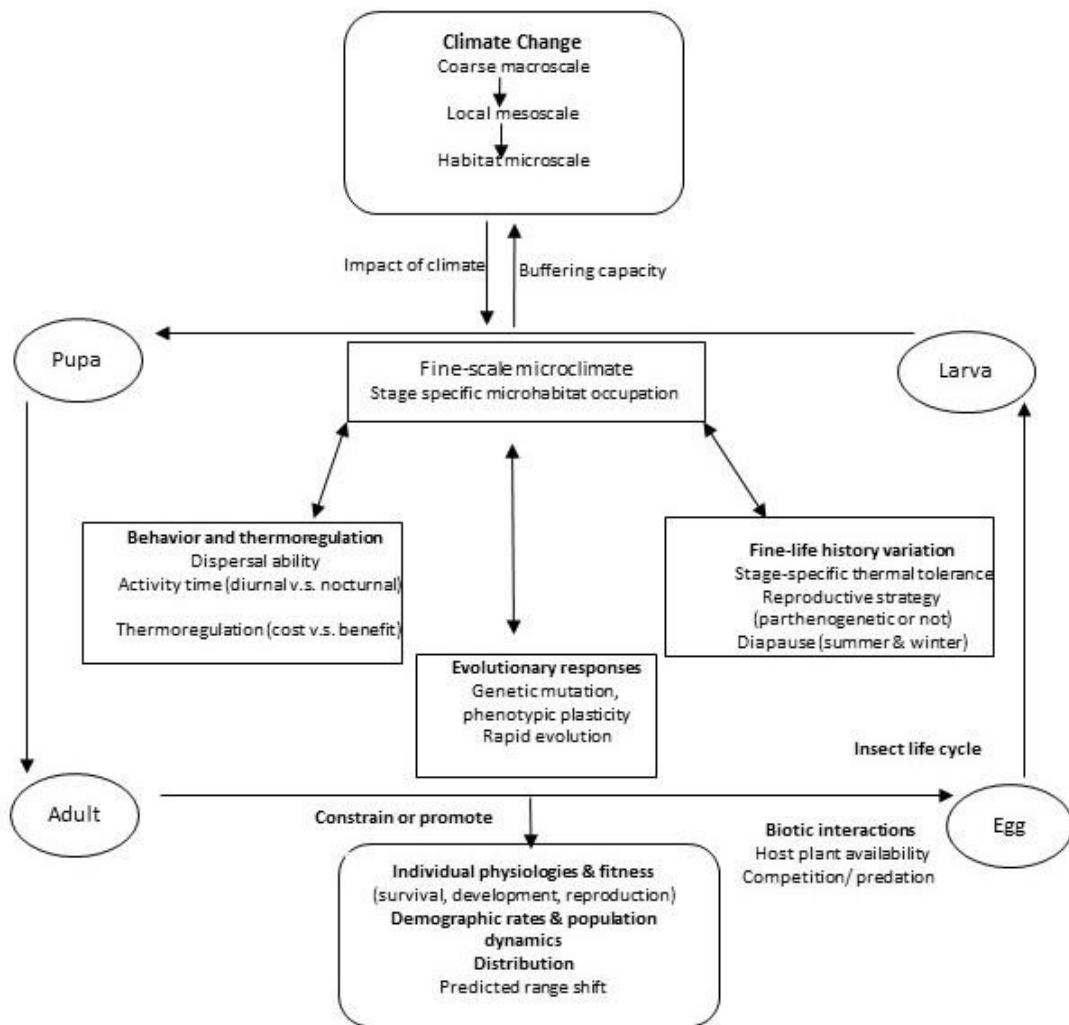 Climate Change
Coarse macroscale
Local mesoscale
Habitat microscale
Impact of climate
Buffering capacity
Pupa
Larva
Fine-scale microclimate
Stage specific microhabitat occupation
Behavior and thermoregulation
Dispersal ability
Activity time (diurnal v.s. nocturnal)
Thermoregulation (cost v.s. benefit)
Fine-life history variation
Stage-specific thermal tolerance
Reproductive strategy
(parthenogenetic or not)
Diapause (summer & winter)
Evolutionary responses
Genetic mutation,
phenotypic plasticity
Rapid evolution
Insect life cycle
Adult
Egg
Constrain or promote
Biotic interactions
Host plant availability
Competition/ predation
Individual physiologies & fitness
(survival, development, reproduction)
Demographic rates & population
dynamics
Distribution
Predicted range shift